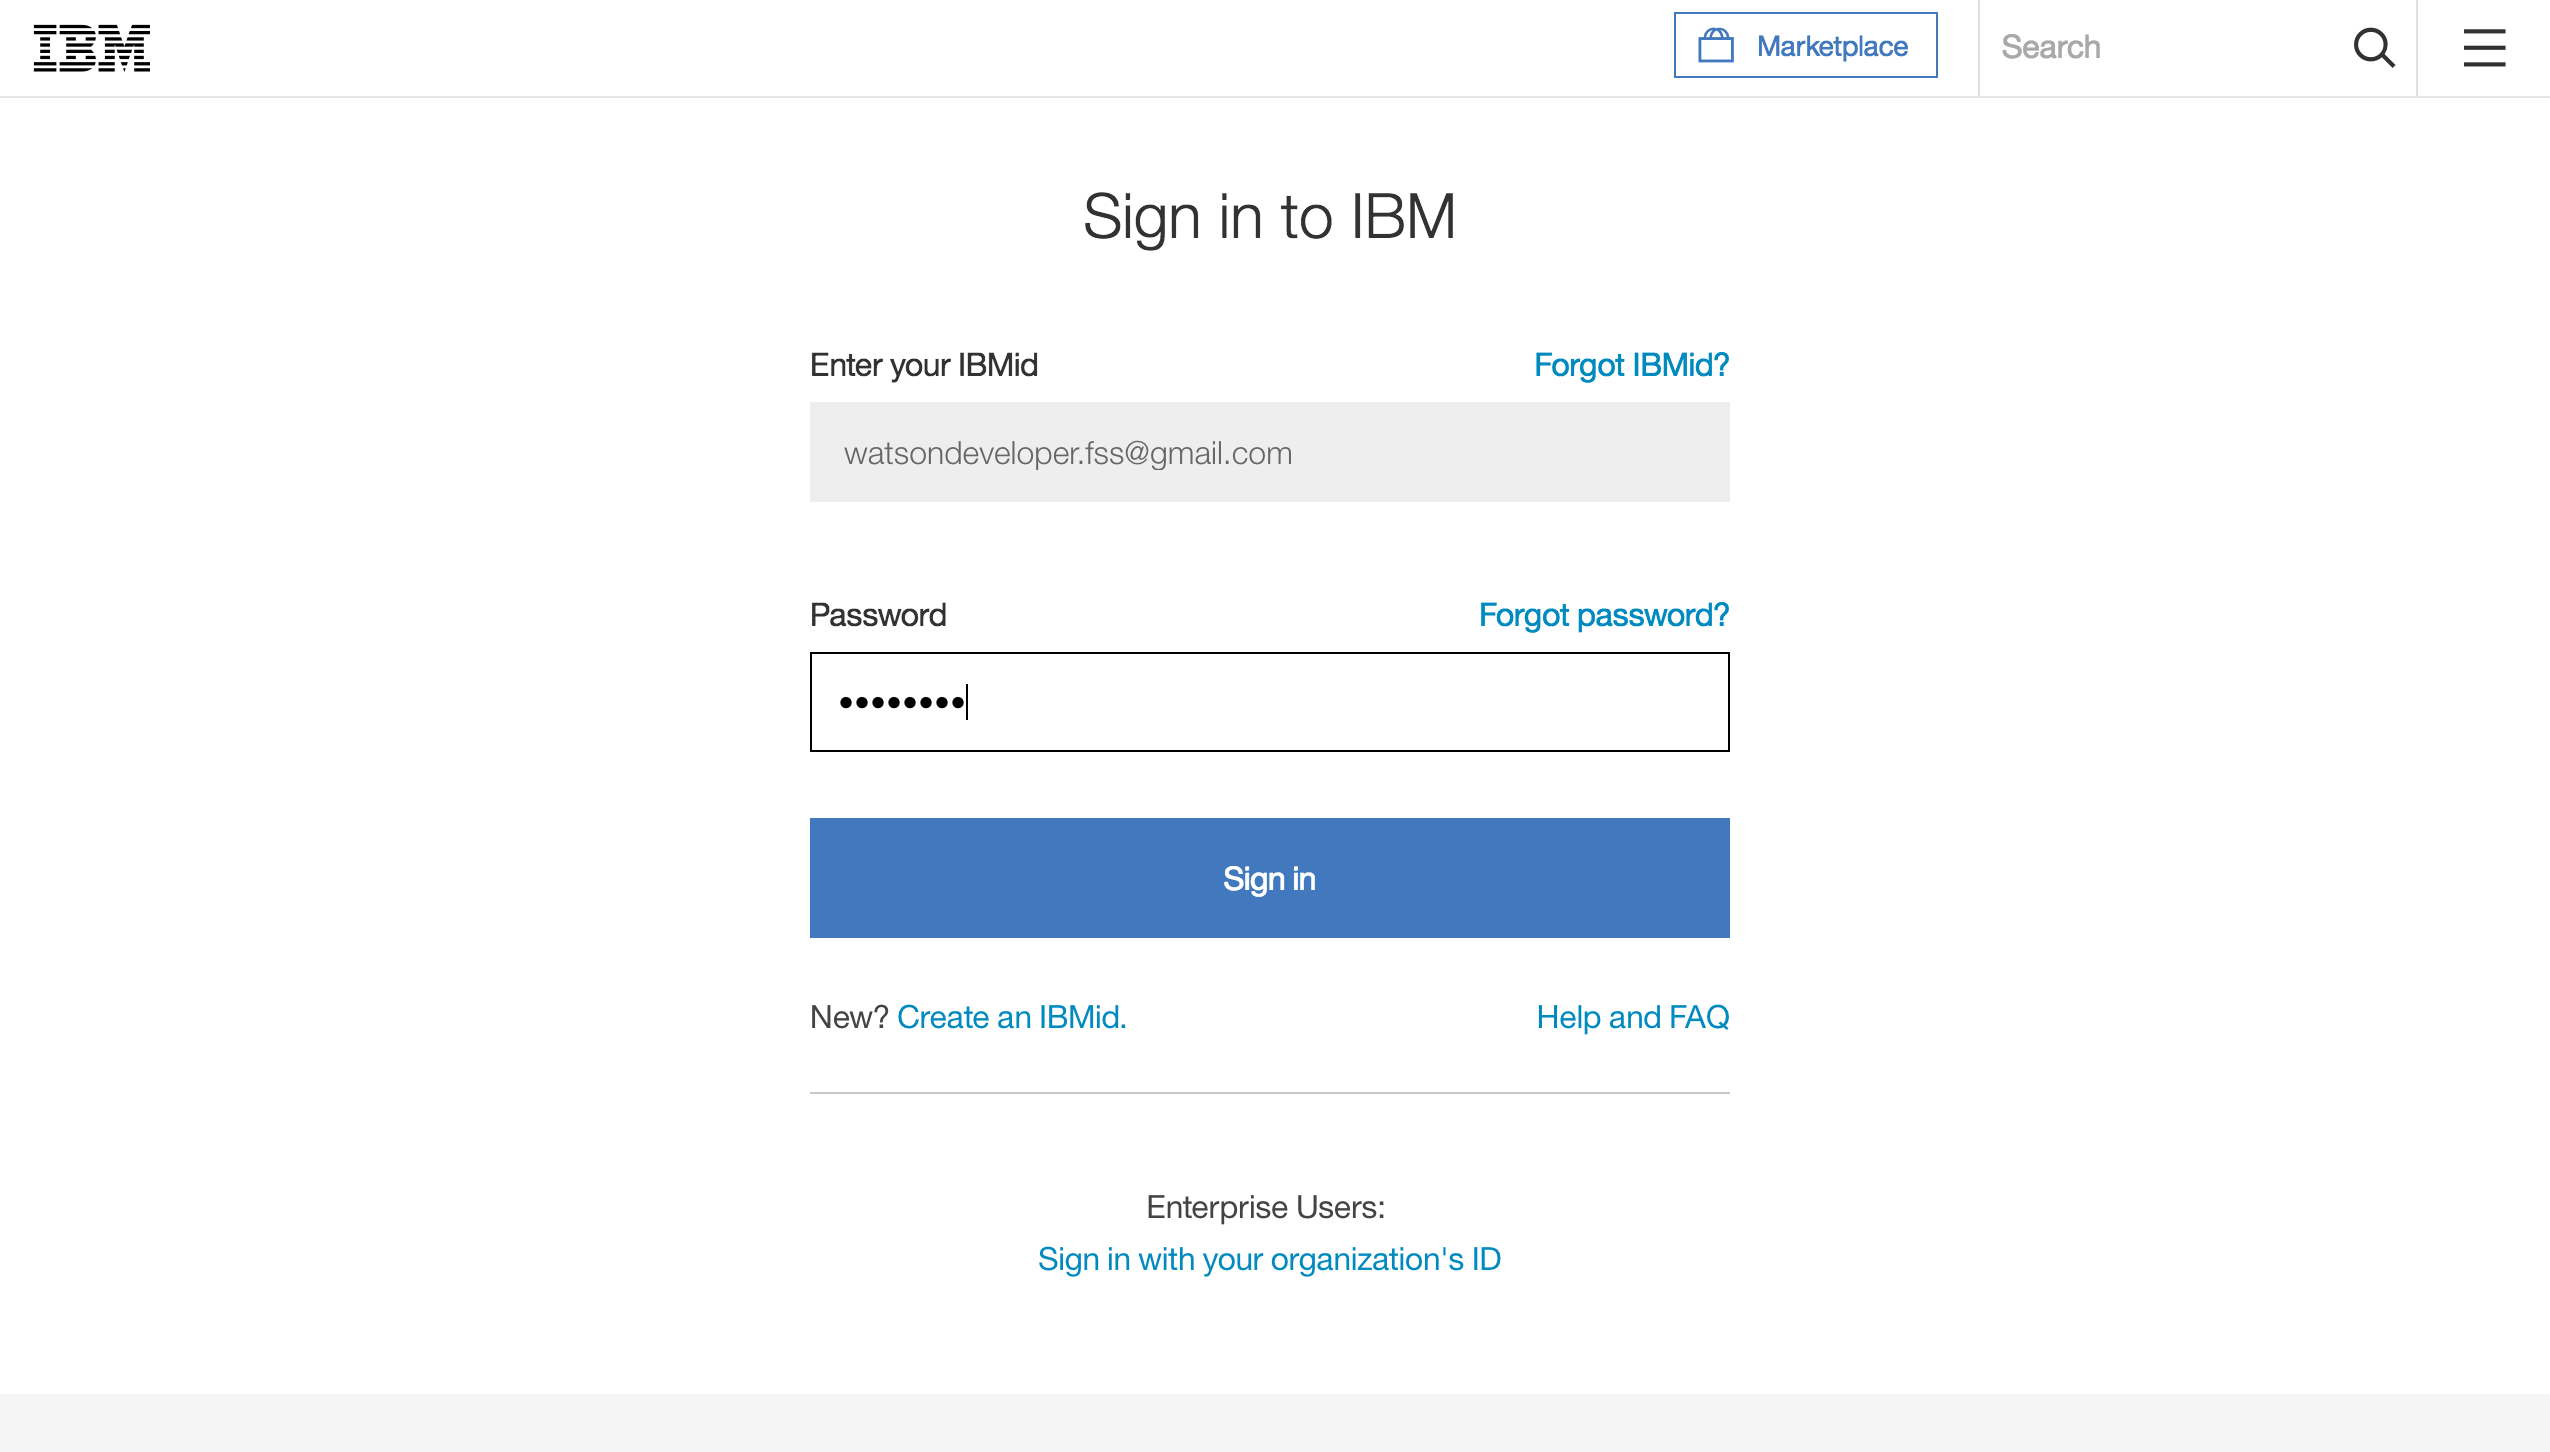 IBM
Marketplace
Search
Sign in to IBM
Enter your IBMid
Forgot IBMid?
watsondeveloper.fss@gmail.com
Password
Forgot password?
••••••••
Sign in
New? Create an IBMid.
Help and FAQ
Enterprise Users:
Sign in with your organization's ID